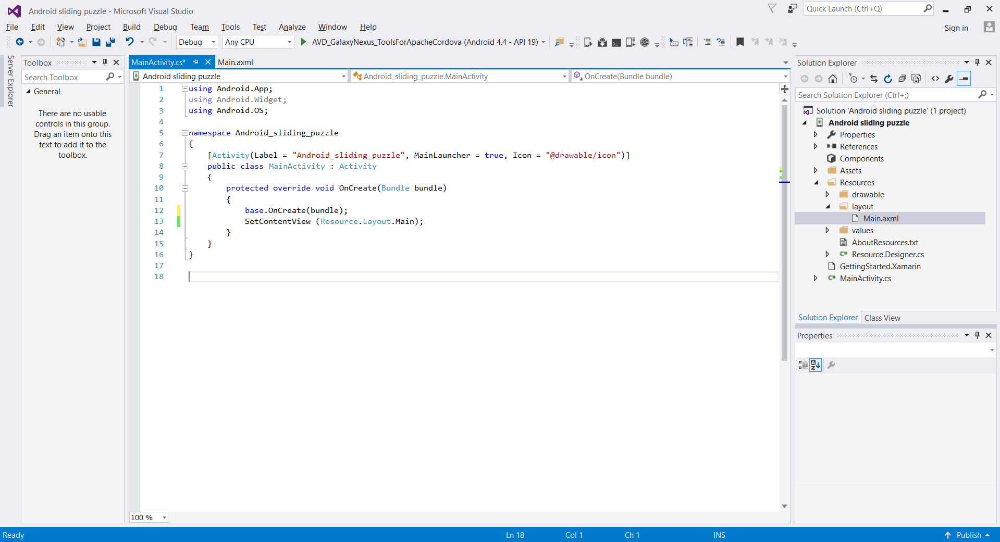 Android sliding puzzle - Microsoft Visual Studio
Quick Launch (Ctrl+Q)
File Edit View Project Build Debug Team Tools Test Analyze Window Help
Sign in
Debug Any CPU AVD_GalaxyNexus_ToolsForApacheCordova (Android 4.4 - API 19)
Server Explorer
Toolbox
Search Toolbox
General
There are no usable
controls in this group.
Drag an item onto this
text to add it to the
toolbox.
MainActivity.cs* Main.axml
Android sliding puzzle Android_sliding_puzzle.MainActivity OnCreate(Bundle bundle)
1 using Android.App;
2 using Android.Widget;
3 using Android.OS;
4
5 namespace Android_sliding_puzzle
6 {
7 [Activity(Label = "Android_sliding_puzzle", MainLauncher = true, Icon = "@drawable/icon")]
8 public class MainActivity : Activity
9 {
10 protected override void OnCreate(Bundle bundle)
11 {
12 base.OnCreate(bundle);
13 SetContentView (Resource.Layout.Main);
14 }
15 }
16 }
17
18
100 %
Solution Explorer
Search Solution Explorer (Ctrl+;)
Solution 'Android sliding puzzle' (1 project)
Android sliding puzzle
Properties
References
Components
Assets
Resources
drawable
layout
Main.axml
values
AboutResources.txt
C# Resource.Designer.cs
GettingStarted.Xamarin
C# MainActivity.cs
Solution Explorer Class View
Properties
Ready Ln 18 Col 1 Ch 1 INS Publish